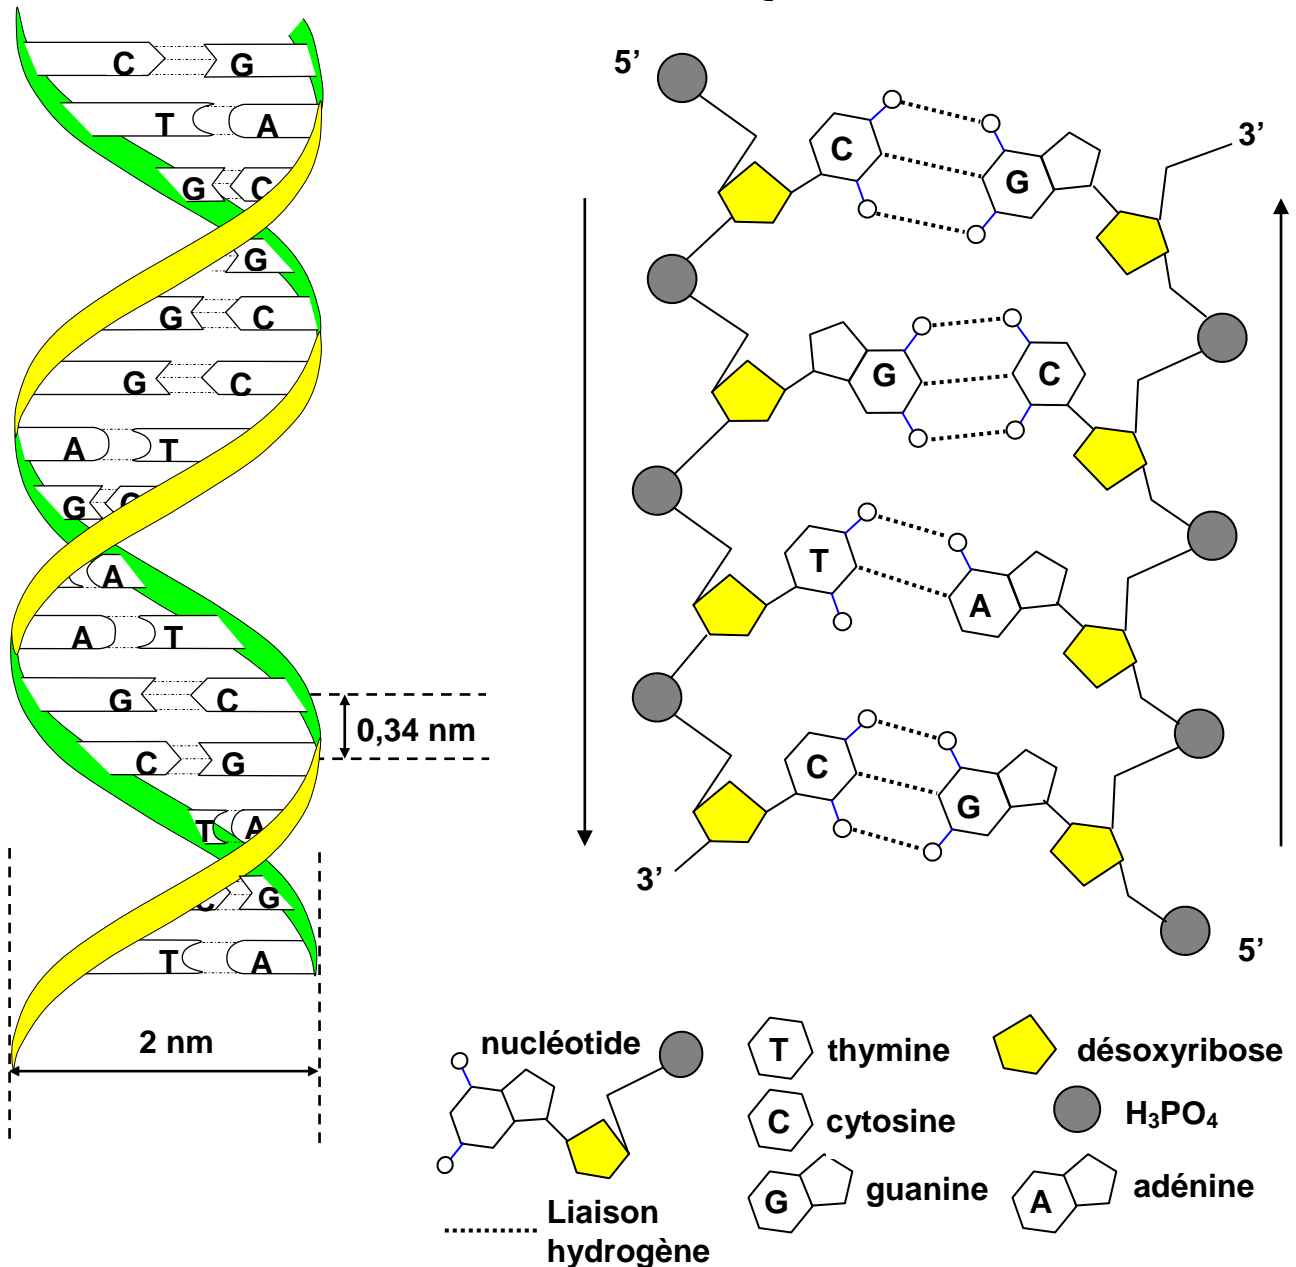 C G
T A
G C
G
G C
G C
A T
G
A
A T
G C
0,34 nm
C G
T A
C G
T A
2 nm
5’
3’
C G
G C
T A
C G
3’
5’
nucléotide
Liaison
hydrogène
T thymine
désoxyribose
C cytosine
H₃PO₄
G guanine
A adénine